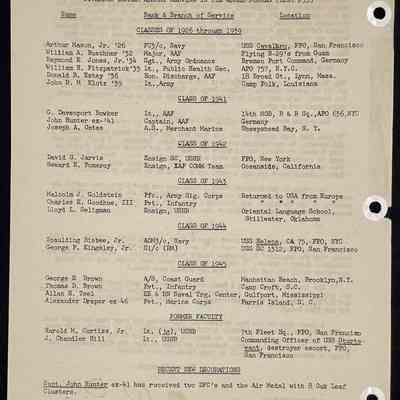 Name Rank & Branch of Service Location
CLASSES OF 1926 through 1939
Arthur Mason, Jr. '26 FC3/c, Navy USS Cavalbro, FPO, San Francisco
William A. Buechner '32 Major, AAF Flying B-29's from Guam
Raymond E. Jones, Jr.'34 Sgt., Army Ordnance Bremen Port Command, Germany
William E. Fitzpatrick'35 Lt., Public Health Sec. APO 757, N.Y.C.
Donald B. Estey '36 Hon. Discharge, AAF 18 Broad St., Lynn, Mass.
John R. M Klotz '39 Lt., Army Camp Polk, Louisiana
CLASS OF 1941
G. Davenport Bowker Lt., AAF 14th MOB, R & R Sq.,APO 636,NYC
John Hunter ex-'41 Captain, AAF Germany
Joseph A. Oates A.S., Merchant Marine Sheepshead Bay, N. Y.
CLASS OF 1942
David G. Jarvis Ensign SC, USNR FPO, New York
Howard E. Pomeroy Ensign, XAP COMM Team Oceanside, California
CLASS OF 1943
Malcolm J. Goldstein Pfc., Army Sig. Corps Returned to USA from Europe
Charles E. Goodhue, III Pvt., Infantry " " " " "
Lloyd L. Seligman Ensign, USNR Oriental Language School,
Stillwater, Oklahoma
CLASS OF 1944
Spaulding Bisbee, Jr. AOM3/c, Navy USS Helena, CA 75, FPO, NYC
George P. Kingsley, Jr. S1/c (RM) USS SC 1312, FPO, San Francisco
CLASS OF 1945
George E. Brown A/S, Coast Guard Manhattan Beach, Brooklyn,N.Y.
Thomas D. Brown Pvt., Infantry Camp Croft, S.C.
Allan E. Teel EE & RM Naval Trng. Center, Gulfport, Mississippi
Alexander Draper ex 46 Pvt., Marine Corps Parris Island, S. C.
FORMER FACULTY
Harold M. Curtiss, Jr. Lt. (jg), USNR 7th Fleet Sq., FPO, San Francisco
J. Chandler Hill Lt., USNR Commanding Officer of USS
destroyer escort, FPO,
San Francisco
RECENT NEW DECORATIONS
Capt. John Hunter ex-41 has received two DFC's and the Air Medal with 8 Oak Leaf
Clusters.